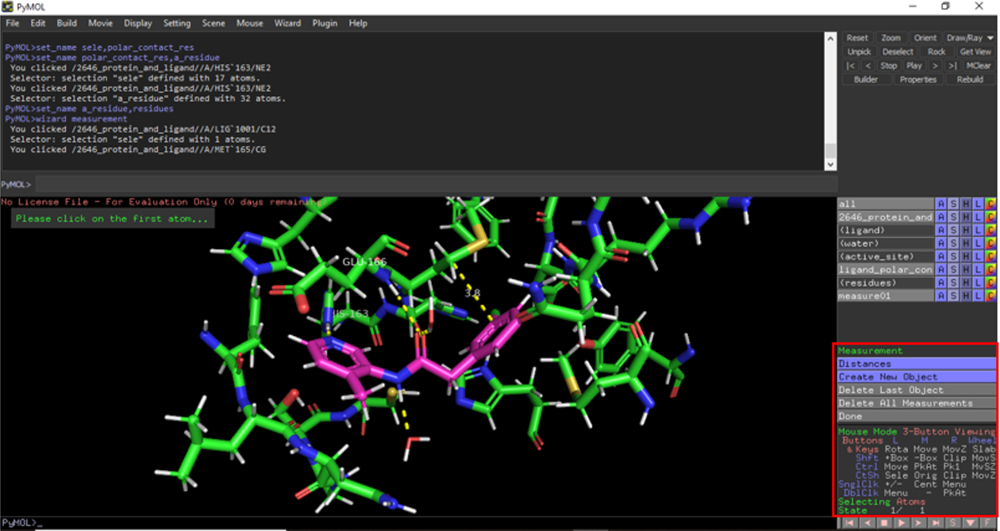 PyMOL
File Edit Build Movie Display Setting Scene Mouse Wizard Plugin Help
PyMOL>set_name sele,polar_contact_res
PyMOL>set_name polar_contact_res,a_residue
You clicked /2646_protein_and_ligand//A/HIS`163/NE2
Selector: selection "sele" defined with 17 atoms.
You clicked /2646_protein_and_ligand//A/HIS`163/NE2
Selector: selection "a_residue" defined with 32 atoms.
PyMOL>set_name a_residue,residues
PyMOL>wizard measurement
You clicked /2646_protein_and_ligand//A/LIG`1001/C12
Selector: selection "sele" defined with 1 atoms.
You clicked /2646_protein_and_ligand//A/MET`165/CG
PyMOL>
Reset Zoom Orient Draw/Ray
Unpick Deselect Rock Get View
|< < Stop Play > >| MClear
Builder Properties Rebuild
No License File - For Evaluation Only (0 days remaining)
Please click on the first atom...
GLU-166
3.8
HIS-163
all A S H L C
2646_protein_and A S H L C
(ligand) A S H L C
(water) A S H L C
(active_site) A S H L C
ligand_polar_con A S H L C
(residues) A S H L C
measure01 A S H L C
Measurement
Distances
Create New Object
Delete Last Object
Delete All Measurements
Done
Mouse Mode 3-Button Viewing
Buttons L M R Wheel
& Keys Rota Move MovZ Slab
Shft +Box -Box Clip MovS
Ctrl Move PkAt Pk1 MvSZ
CtSh Sele Orig Clip MovZ
SnglClk +/- Cent Menu
DblClk Menu - PkAt
Selecting Atoms
State 1/ 1
PyMOL>_
S F